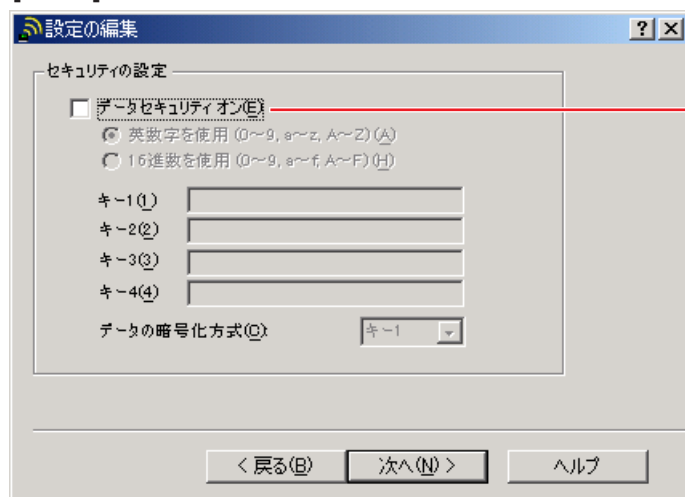 設定の編集
セキュリティの設定
データセキュリティ オン(E)
英数字を使用 (0～9, a～z, A～Z)(A)
16進数を使用 (0～9, a～f, A～F)(H)
キー1(1)
キー2(2)
キー3(3)
キー4(4)
データの暗号化方式(C):
キー1
< 戻る(B)
次へ(N) >
ヘルプ